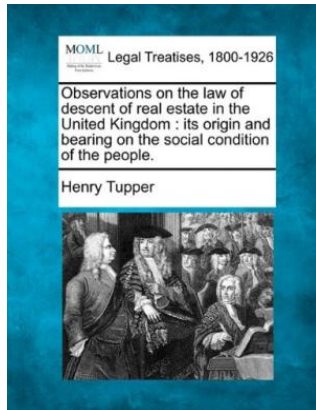 MOML Legal Treatises, 1800-1926
Observations on the law of
descent of real estate in the
United Kingdom : its origin and
bearing on the social condition
of the people.
Henry Tupper